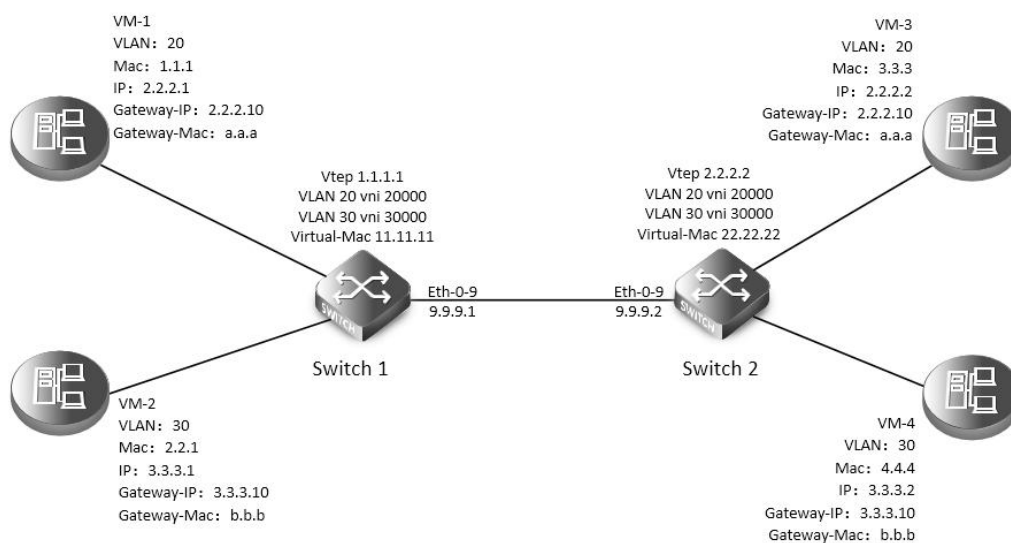 VM-1
VLAN：20
Mac：1.1.1
IP：2.2.2.1
Gateway-IP：2.2.2.10
Gateway-Mac：a.a.a
VM-3
VLAN：20
Mac：3.3.3
IP：2.2.2.2
Gateway-IP：2.2.2.10
Gateway-Mac：a.a.a
Vtep 1.1.1.1
VLAN 20 vni 20000
VLAN 30 vni 30000
Virtual-Mac 11.11.11
Vtep 2.2.2.2
VLAN 20 vni 20000
VLAN 30 vni 30000
Virtual-Mac 22.22.22
SWITCH
Eth-0-9
9.9.9.1
Eth-0-9
9.9.9.2
SWITCH
Switch 1
Switch 2
VM-2
VLAN：30
Mac：2.2.1
IP：3.3.3.1
Gateway-IP：3.3.3.10
Gateway-Mac：b.b.b
VM-4
VLAN：30
Mac：4.4.4
IP：3.3.3.2
Gateway-IP：3.3.3.10
Gateway-Mac：b.b.b